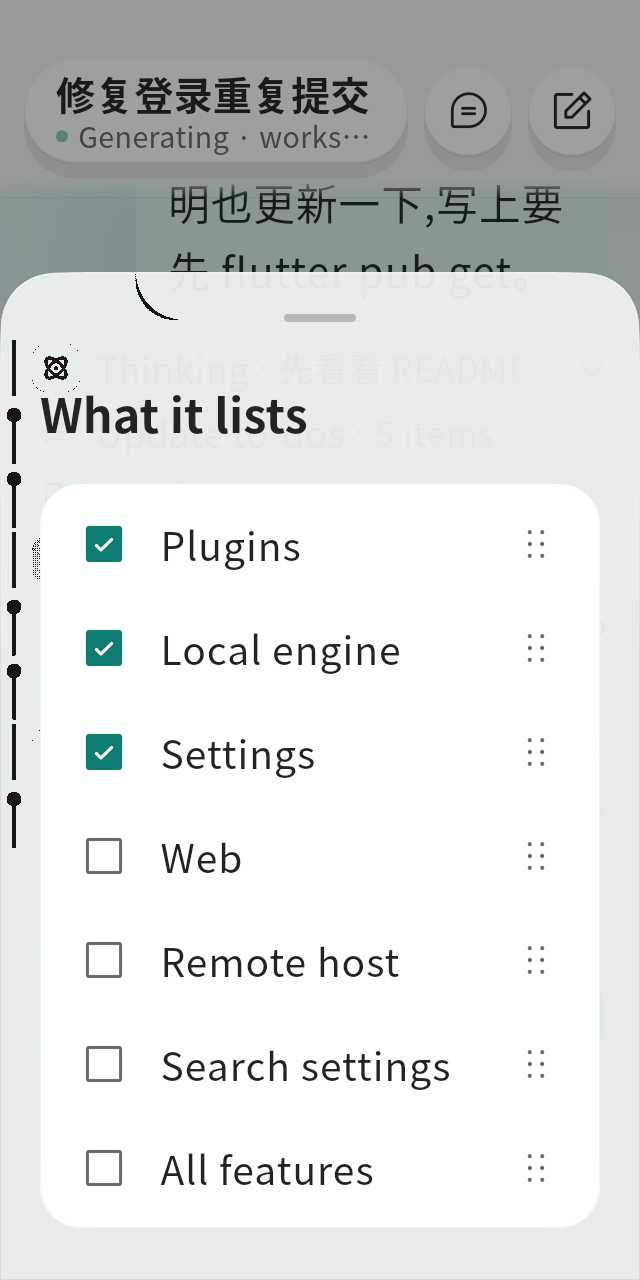 修复登录重复提交
Generating · works…
明也更新一下,写上要
先 flutter pub get。
Thinking • 先看看 README
What it lists
Update to-dos • 5 items
Plugins
Local engine
Settings
Web
Remote host
Search settings
All features